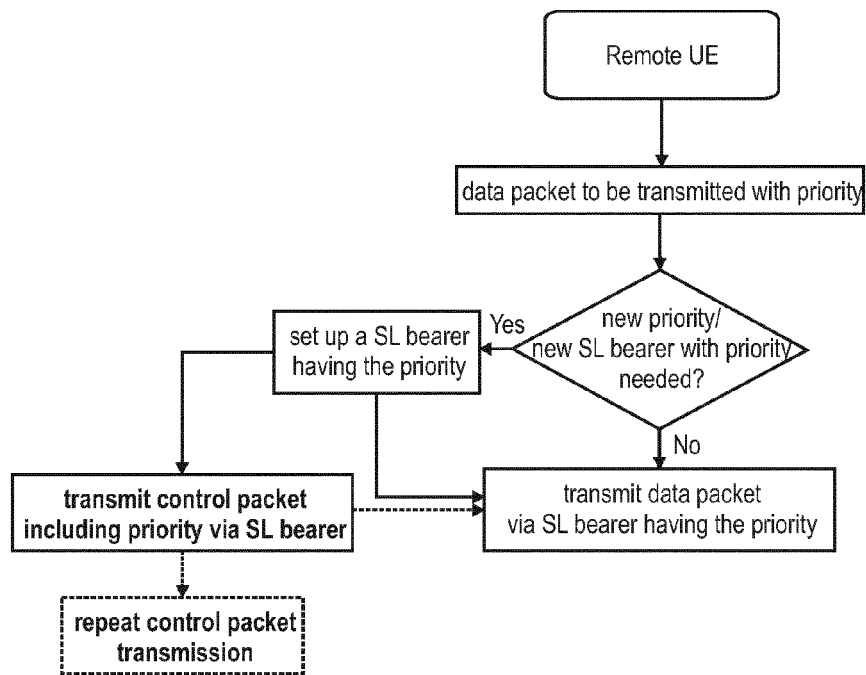 Remote UE
data packet to be transmitted with priority
new priority/
new SL bearer with priority
needed?
Yes
set up a SL bearer
having the priority
No
transmit control packet
including priority via SL bearer
transmit data packet
via SL bearer having the priority
repeat control packet
transmission